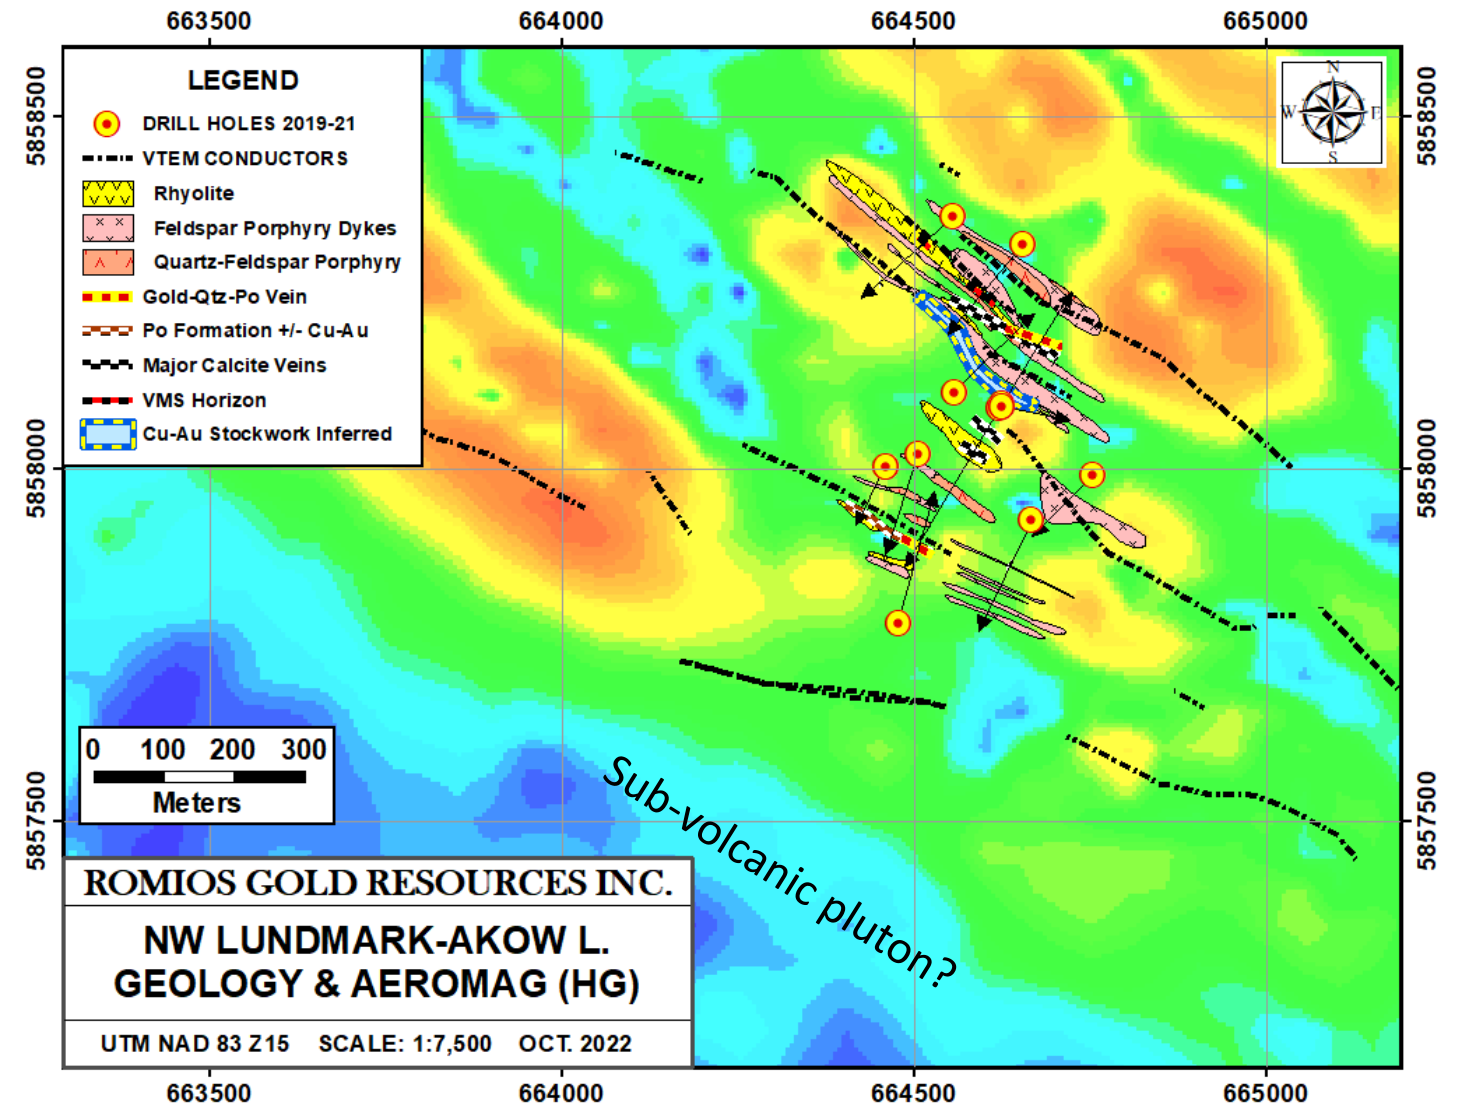 663500 664000 664500 665000
LEGEND
DRILL HOLES 2019-21
VTEM CONDUCTORS
Rhyolite
Feldspar Porphyry Dykes
Quartz-Feldspar Porphyry
Gold-Qtz-Po Vein
Po Formation +/- Cu-Au
Major Calcite Veins
VMS Horizon
Cu-Au Stockwork Inferred
N
W E
S
5858500 5858500
5858000 5858000
5857500 5857500
0 100 200 300
Meters
Sub-volcanic pluton?
ROMIOS GOLD RESOURCES INC.
NW LUNDMARK-AKOW L.
GEOLOGY & AEROMAG (HG)
UTM NAD 83 Z15 SCALE: 1:7,500 OCT. 2022
663500 664000 664500 665000